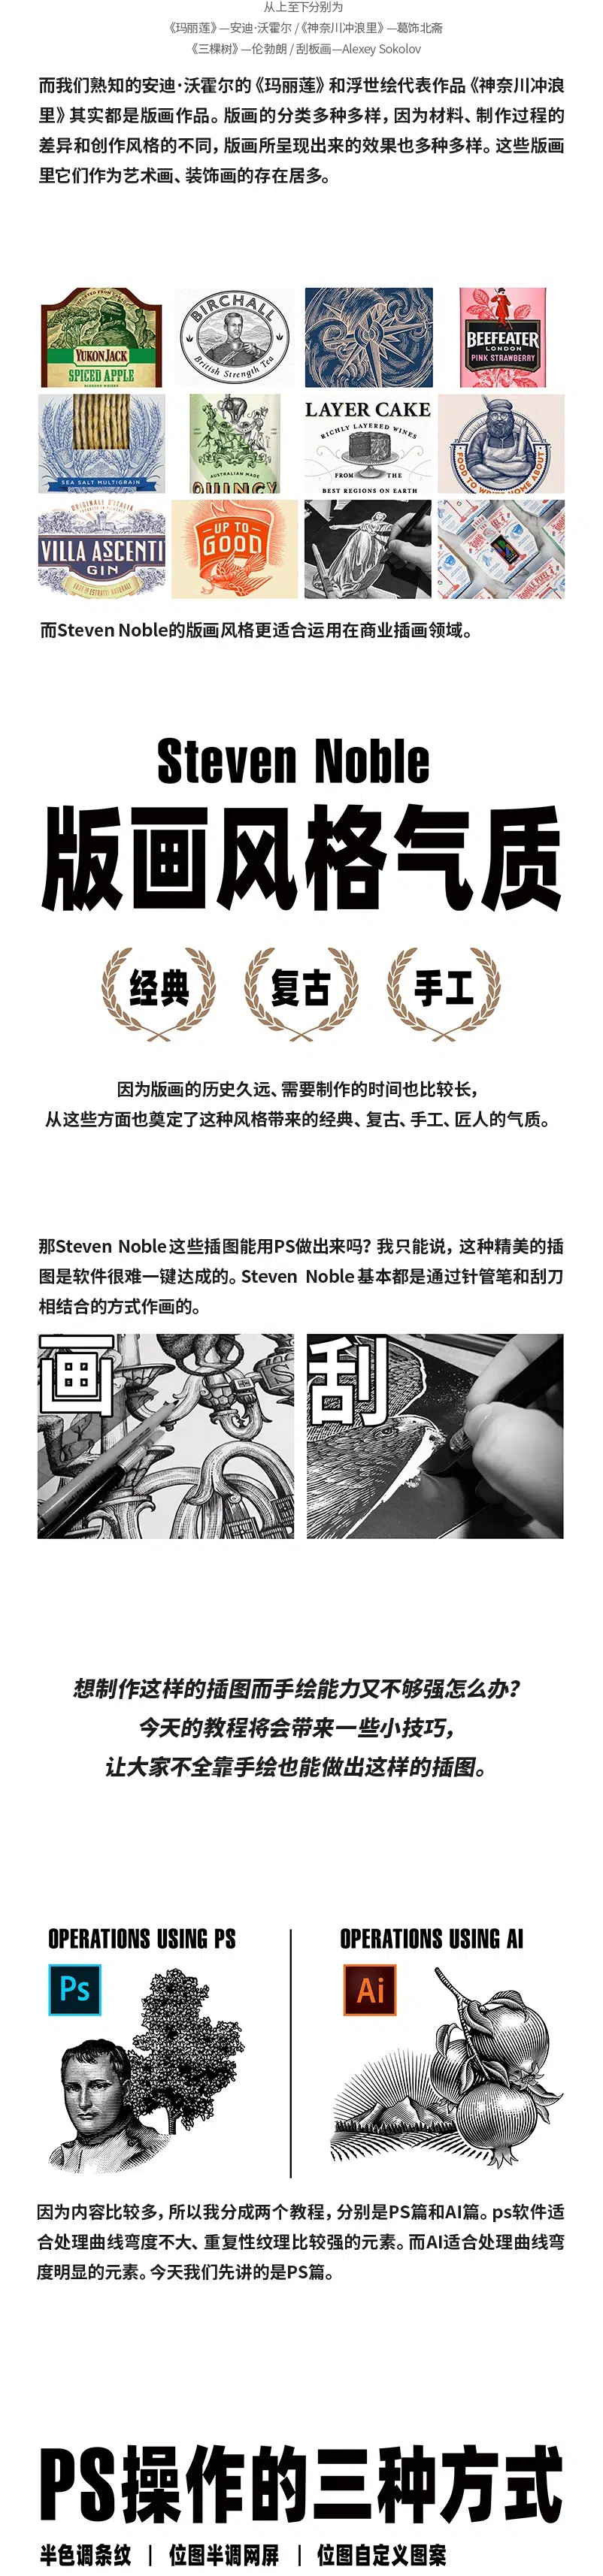 从上至下分别为
《玛丽莲》—安迪·沃霍尔 /《神奈川冲浪里》—葛饰北斋
《三棵树》—伦勃朗 / 刮板画—Alexey Sokolov
而我们熟知的安迪·沃霍尔的《玛丽莲》和浮世绘代表作品《神奈川冲浪
里》其实都是版画作品。版画的分类多种多样，因为材料、制作过程的
差异和创作风格的不同，版画所呈现出来的效果也多种多样。这些版画
里它们作为艺术画、装饰画的存在居多。
YUKON JACK
SPICED APPLE
BIRCHALL
British Strength Tea
BEEFEATER
LONDON
PINK STRAWBERRY
SEA SALT MULTIGRAIN
AUSTRALIAN MADE
QUINCY
LAYER CAKE
RICHLY LAYERED WINES
FROM THE
BEST REGIONS ON EARTH
FOOD TO WRITE HOME ABOUT
ORIGINALE D'ITALIA
VILLA ASCENTI
GIN
UP TO
GOOD
而Steven Noble的版画风格更适合运用在商业插画领域。
Steven Noble
版画风格气质
经典
复古
手工
因为版画的历史久远、需要制作的时间也比较长，
从这些方面也奠定了这种风格带来的经典、复古、手工、匠人的气质。
那Steven Noble这些插图能用PS做出来吗？我只能说，这种精美的插
图是软件很难一键达成的。Steven Noble基本都是通过针管笔和刮刀
相结合的方式作画的。
画
刮
想制作这样的插图而手绘能力又不够强怎么办？
今天的教程将会带来一些小技巧，
让大家不全靠手绘也能做出这样的插图。
OPERATIONS USING PS
OPERATIONS USING AI
Ps
Ai
因为内容比较多，所以我分成两个教程，分别是PS篇和AI篇。ps软件适
合处理曲线弯度不大、重复性纹理比较强的元素。而AI适合处理曲线弯
度明显的元素。今天我们先讲的是PS篇。
PS操作的三种方式
半色调条纹 | 位图半调网屏 | 位图自定义图案